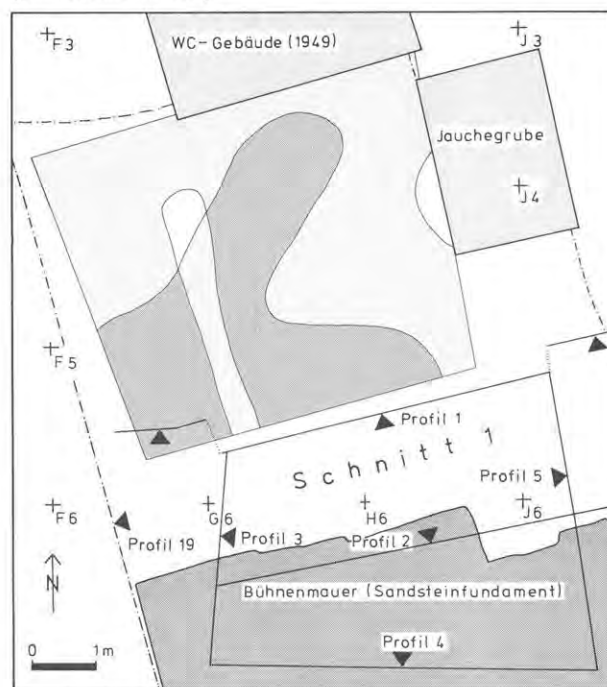 F3
WC-Gebäude (1949)
J3
Jauchegrube
J4
F5
Profil 1
Schnitt 1
Profil 5
F6
G6
H6
J6
Profil 19
Profil 3
Profil 2
N
Bühnenmauer (Sandsteinfundament)
0 1m
Profil 4